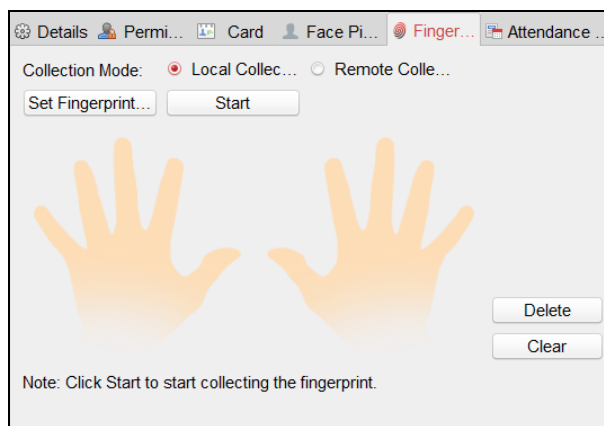 Details Permi... Card Face Pi... Finger... Attendance ...
Collection Mode: Local Collec... Remote Colle...
Set Fingerprint... Start
Delete
Clear
Note: Click Start to start collecting the fingerprint.